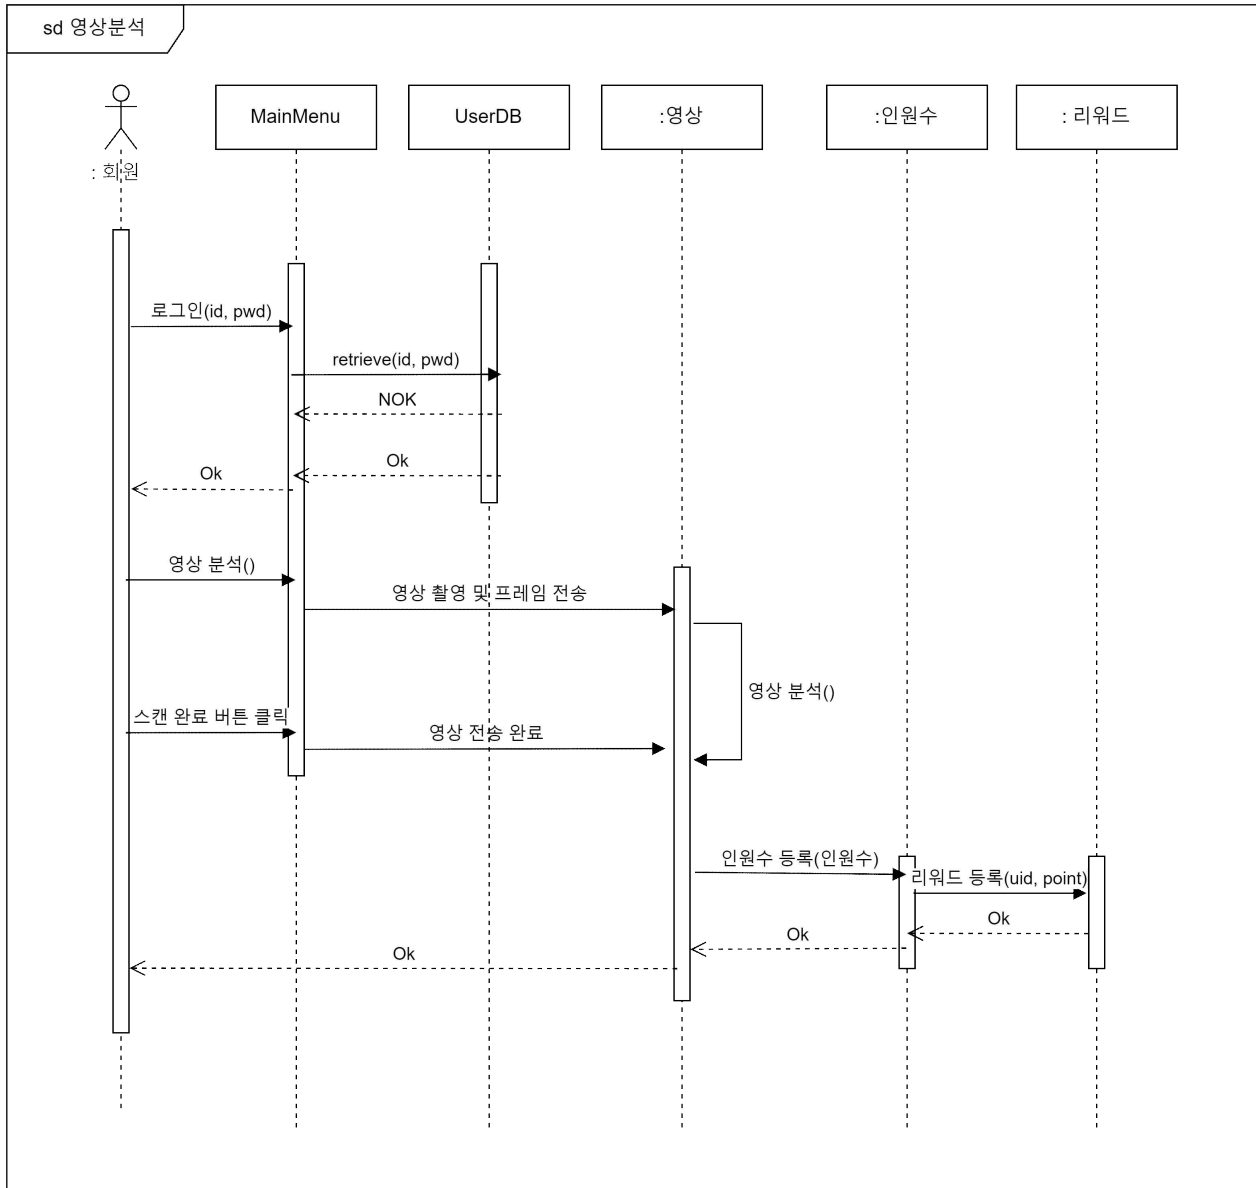 sd 영상분석
: 회원
MainMenu
UserDB
:영상
:인원수
: 리워드
로그인(id, pwd)
retrieve(id, pwd)
NOK
Ok
Ok
영상 분석()
영상 촬영 및 프레임 전송
영상 분석()
스캔 완료 버튼 클릭
영상 전송 완료
인원수 등록(인원수)
리워드 등록(uid, point)
Ok
Ok
Ok